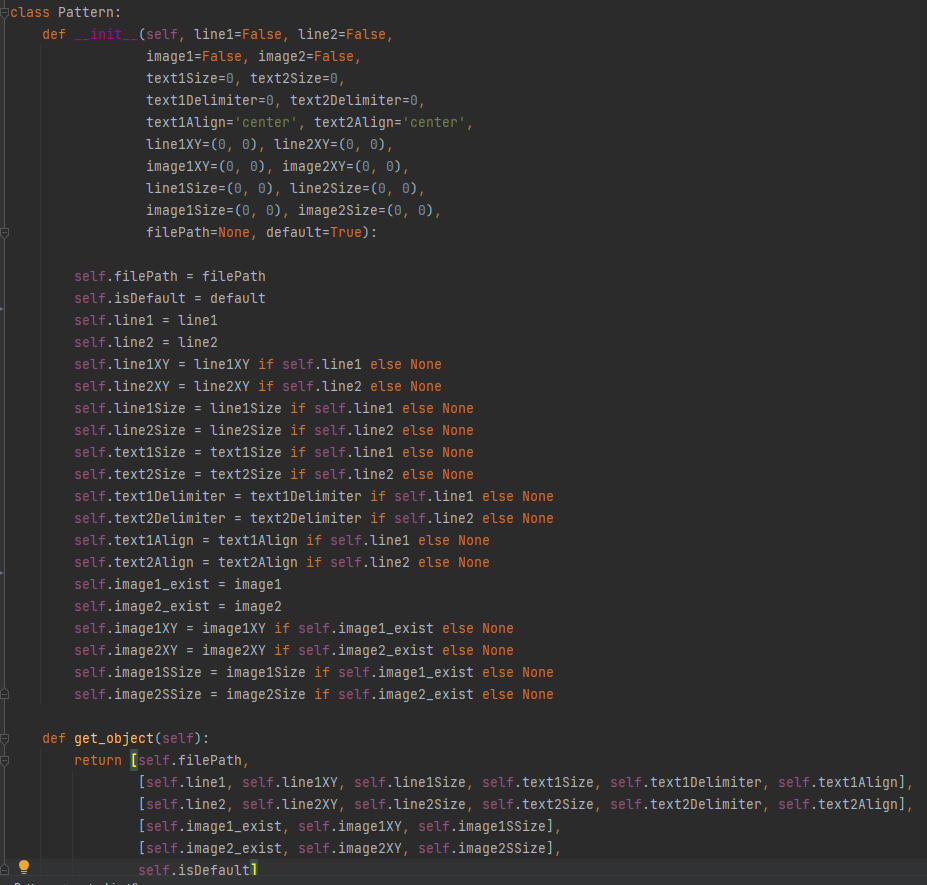 class Pattern:
    def __init__(self, line1=False, line2=False,
                 image1=False, image2=False,
                 text1Size=0, text2Size=0,
                 text1Delimiter=0, text2Delimiter=0,
                 text1Align='center', text2Align='center',
                 line1XY=(0, 0), line2XY=(0, 0),
                 image1XY=(0, 0), image2XY=(0, 0),
                 line1Size=(0, 0), line2Size=(0, 0),
                 image1Size=(0, 0), image2Size=(0, 0),
                 filePath=None, default=True):
        self.filePath = filePath
        self.isDefault = default
        self.line1 = line1
        self.line2 = line2
        self.line1XY = line1XY if self.line1 else None
        self.line2XY = line2XY if self.line2 else None
        self.line1Size = line1Size if self.line1 else None
        self.line2Size = line2Size if self.line2 else None
        self.text1Size = text1Size if self.line1 else None
        self.text2Size = text2Size if self.line2 else None
        self.text1Delimiter = text1Delimiter if self.line1 else None
        self.text2Delimiter = text2Delimiter if self.line2 else None
        self.text1Align = text1Align if self.line1 else None
        self.text2Align = text2Align if self.line2 else None
        self.image1_exist = image1
        self.image2_exist = image2
        self.image1XY = image1XY if self.image1_exist else None
        self.image2XY = image2XY if self.image2_exist else None
        self.image1SSize = image1Size if self.image1_exist else None
        self.image2SSize = image2Size if self.image2_exist else None
    def get_object(self):
        return [self.filePath,
                [self.line1, self.line1XY, self.line1Size, self.text1Size, self.text1Delimiter, self.text1Align],
                [self.line2, self.line2XY, self.line2Size, self.text2Size, self.text2Delimiter, self.text2Align],
                [self.image1_exist, self.image1XY, self.image1SSize],
                [self.image2_exist, self.image2XY, self.image2SSize],
                self.isDefault]